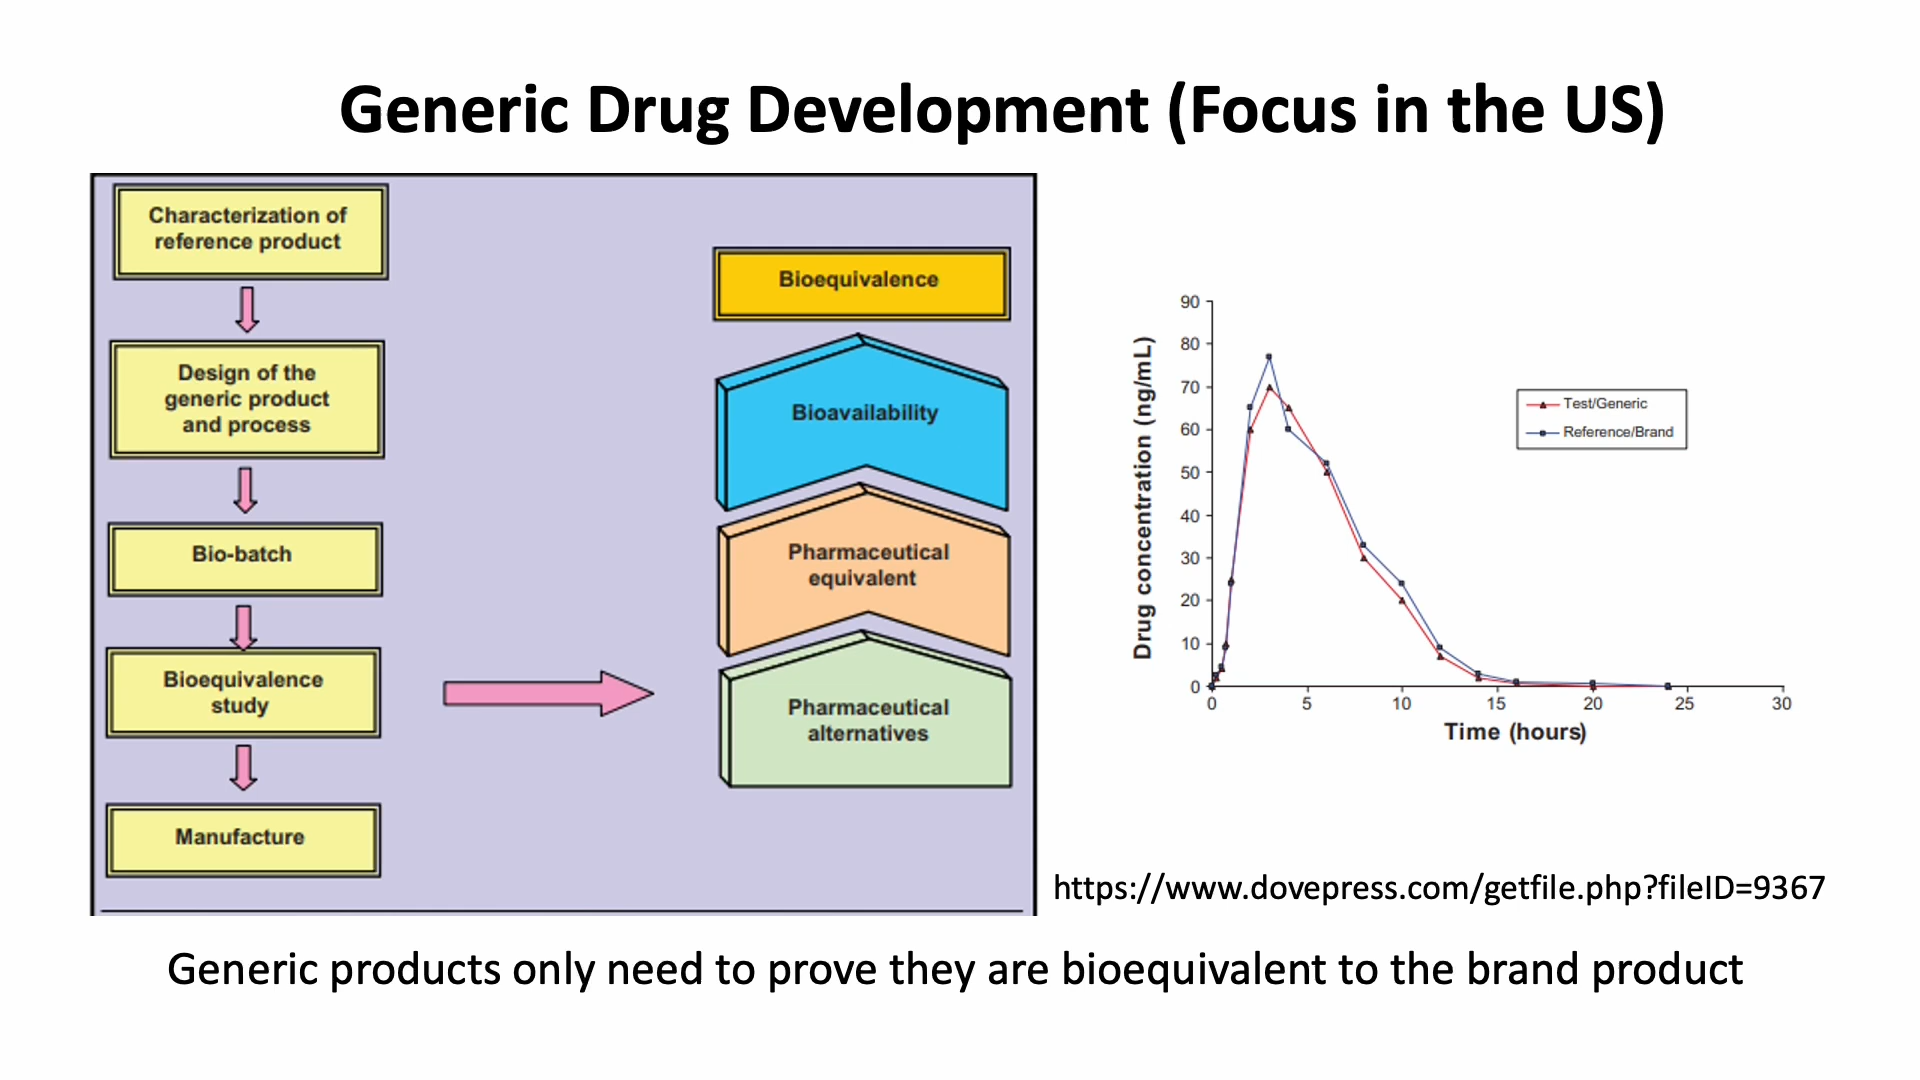 Generic Drug Development (Focus in the US)
Characterization of
reference product
Design of the
generic product
and process
Bio-batch
Bioequivalence
study
Manufacture
Bioequivalence
Bioavailability
Pharmaceutical
equivalent
Pharmaceutical
alternatives
Drug concentration (ng/mL)
90
80
70
60
50
40
30
20
10
0
0 5 10 15 20 25 30
Time (hours)
Test/Generic
Reference/Brand
https://www.dovepress.com/getfile.php?fileID=9367
Generic products only need to prove they are bioequivalent to the brand product